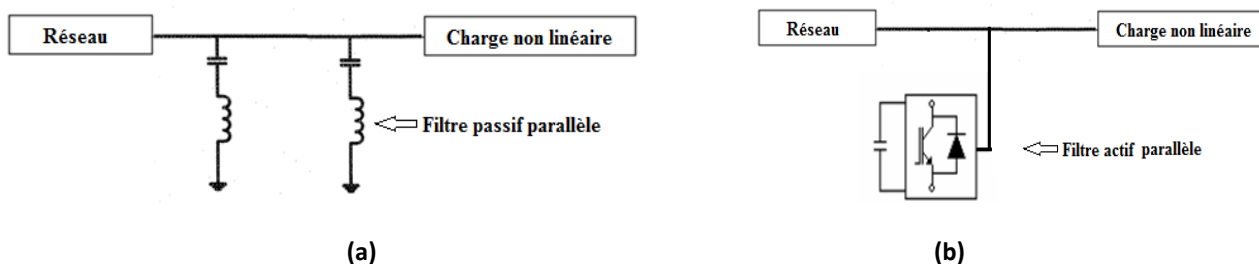 Réseau
Charge non linéaire
Filtre passif parallèle
(a)
Réseau
Charge non linéaire
Filtre actif parallèle
(b)